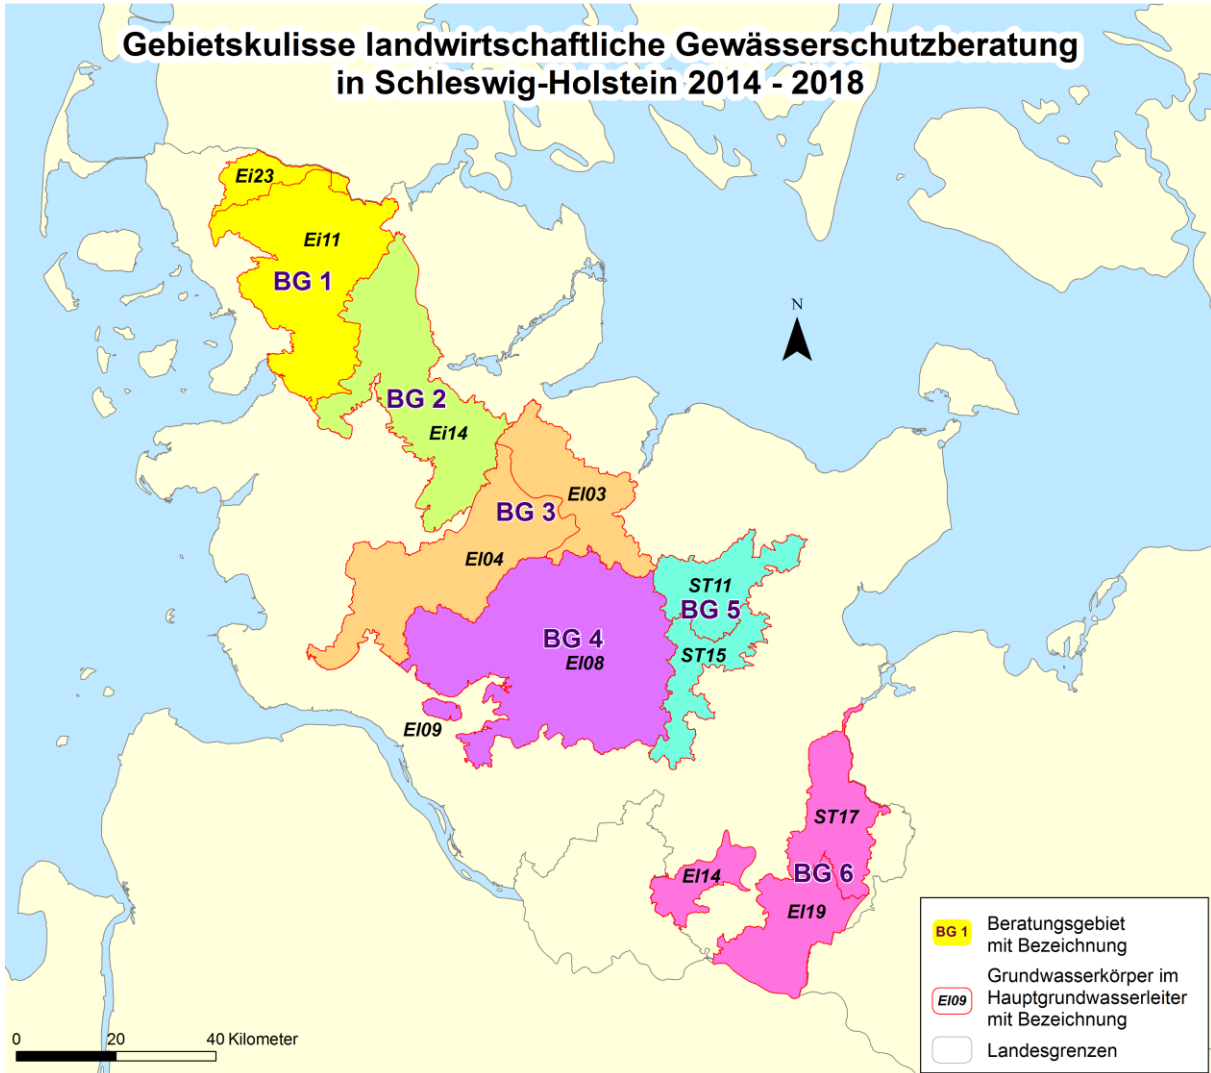 Gebietskulisse landwirtschaftliche Gewässerschutzberatung
in Schleswig-Holstein 2014 - 2018
Ei23
Ei11
BG 1
N
BG 2
Ei14
El03
BG 3
El04
ST11
BG 5
BG 4
El08
ST15
El09
ST17
El14
BG 6
El19
BG 1
Beratungsgebiet
mit Bezeichnung
El09
Grundwasserkörper im
Hauptgrundwasserleiter
mit Bezeichnung
Landesgrenzen
0 20 40 Kilometer